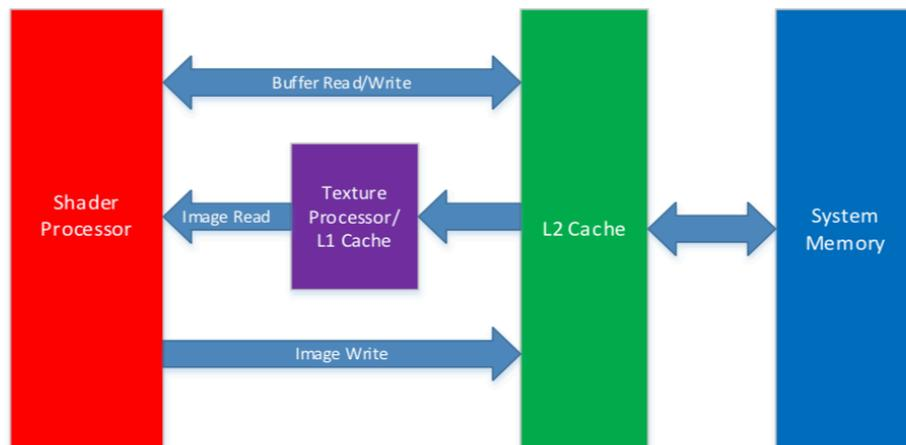 Buffer Read/Write
Shader
Processor
Image Read
Texture
Processor/
L1 Cache
L2 Cache
System
Memory
Image Write